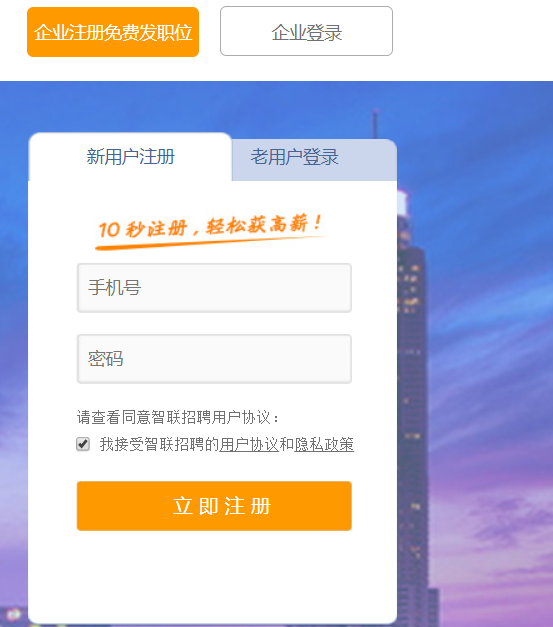 企业注册免费发职位
企业登录
新用户注册
老用户登录
10秒注册，轻松获高薪！
手机号
密码
请查看同意智联招聘用户协议：
我接受智联招聘的用户协议和隐私政策
立即注册